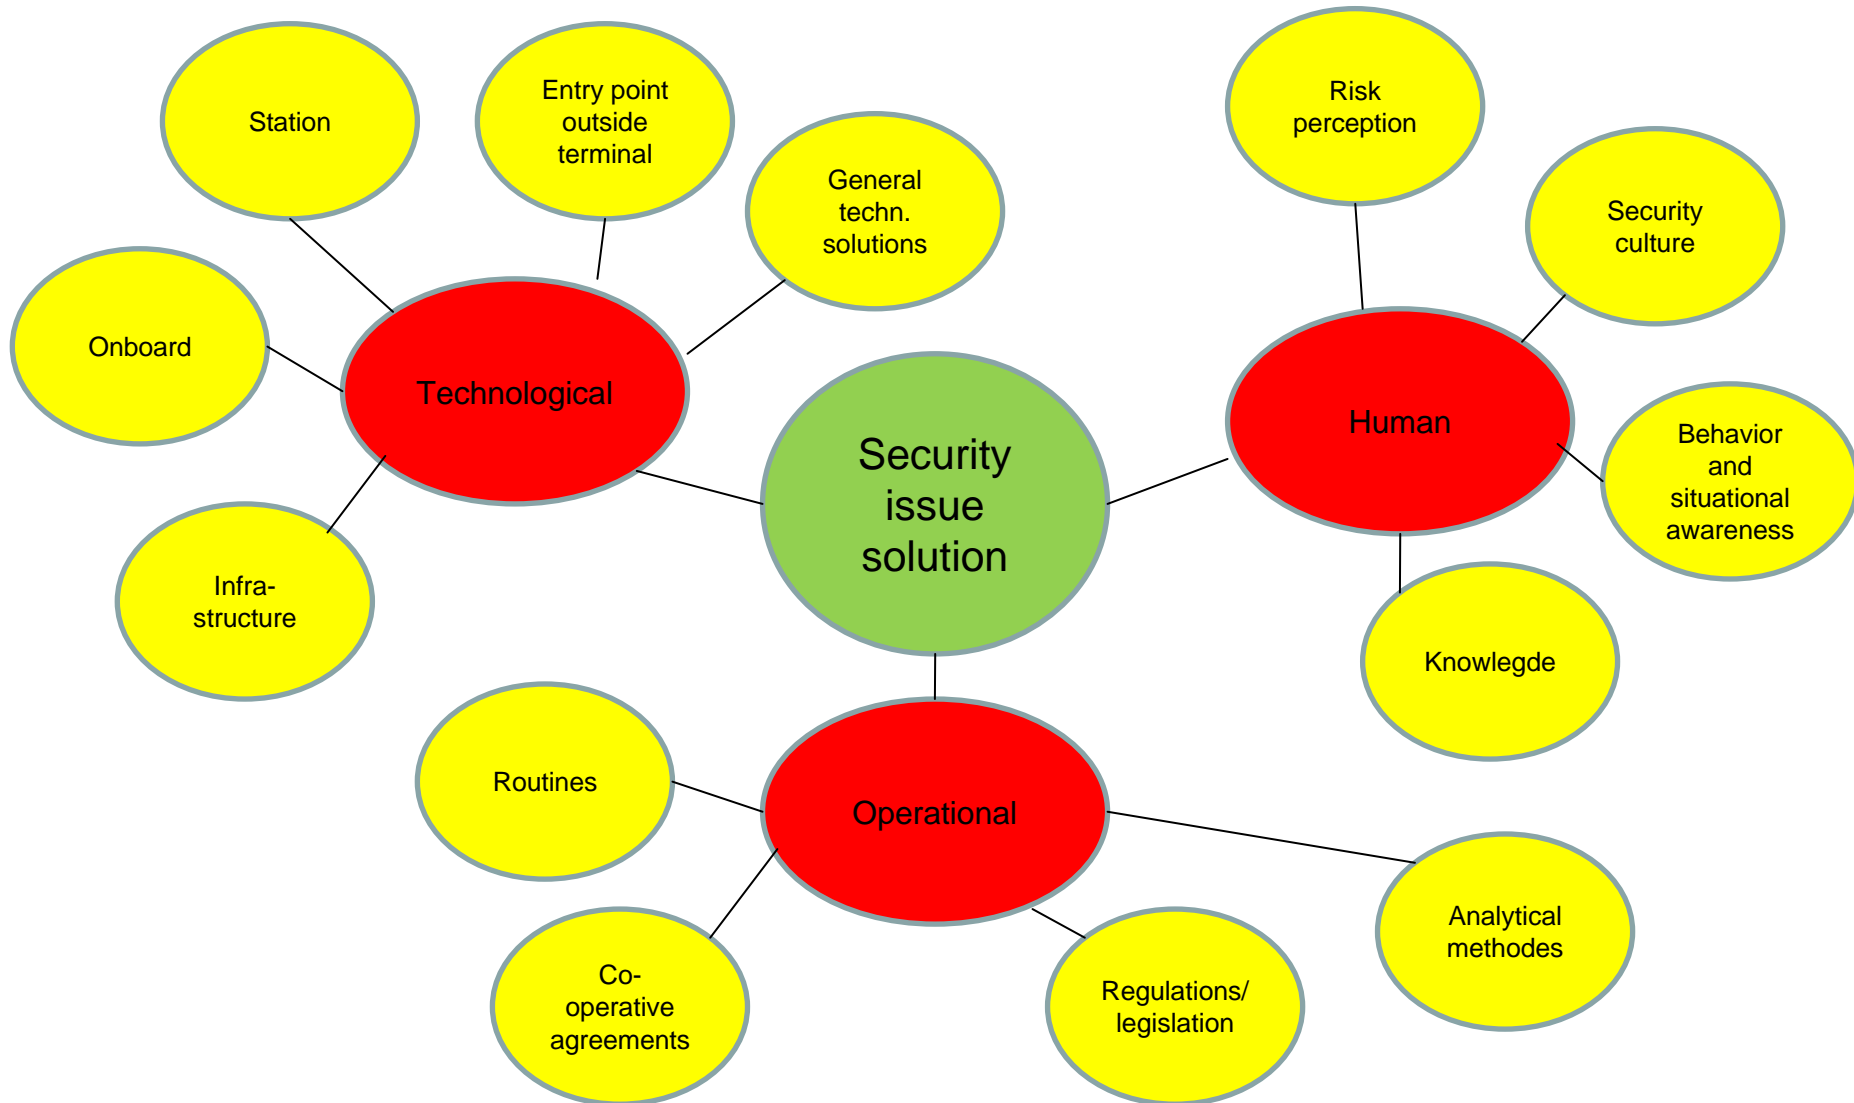 Station
Entry point
outside
terminal
General
techn.
solutions
Onboard
Technological
Infra-
structure
Security
issue
solution
Risk
perception
Security
culture
Human
Behavior
and
situational
awareness
Knowlegde
Routines
Operational
Co-
operative
agreements
Regulations/
legislation
Analytical
methodes